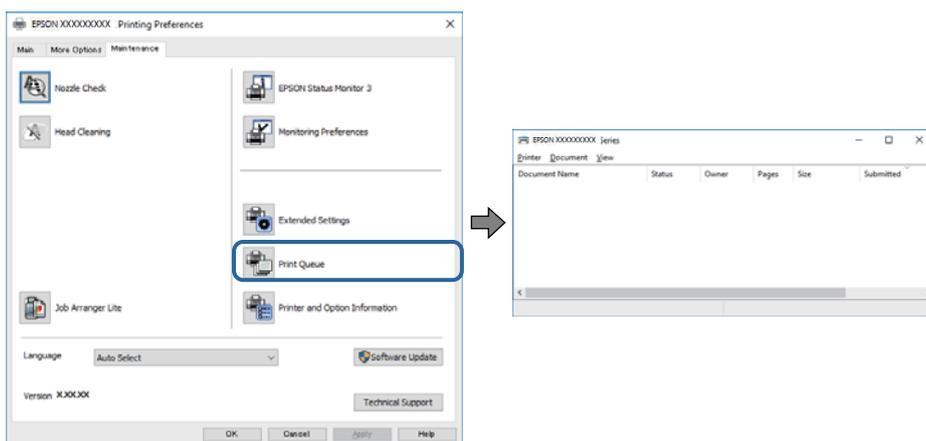 EPSON XXXXXXXXX Printing Preferences
Main More Options Maintenance
Nozzle Check
Head Cleaning
Job Arranger Lite
EPSON Status Monitor 3
Monitoring Preferences
Extended Settings
Print Queue
Printer and Option Information
Language Auto Select
Software Update
Version X.XX.XX
Technical Support
OK Cancel Apply Help
EPSON XXXXXXXXX Series
Printer Document View
Document Name Status Owner Pages Size Submitted